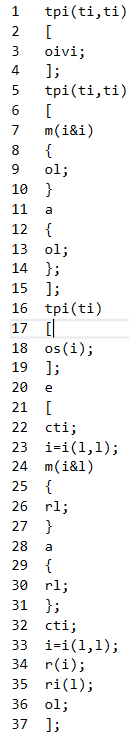 1 tpi(ti,ti)
2 [
3 oivi;
4 ];
5 tpi(ti,ti)
6 [
7 m(i&i)
8 {
9 ol;
10 }
11 a
12 {
13 ol;
14 };
15 ];
16 tpi(ti)
17 [
18 os(i);
19 ];
20 e
21 [
22 cti;
23 i=i(l,l);
24 m(i&l)
25 {
26 rl;
27 }
28 a
29 {
30 rl;
31 };
32 cti;
33 i=i(l,l);
34 r(i);
35 ri(l);
36 ol;
37 ];